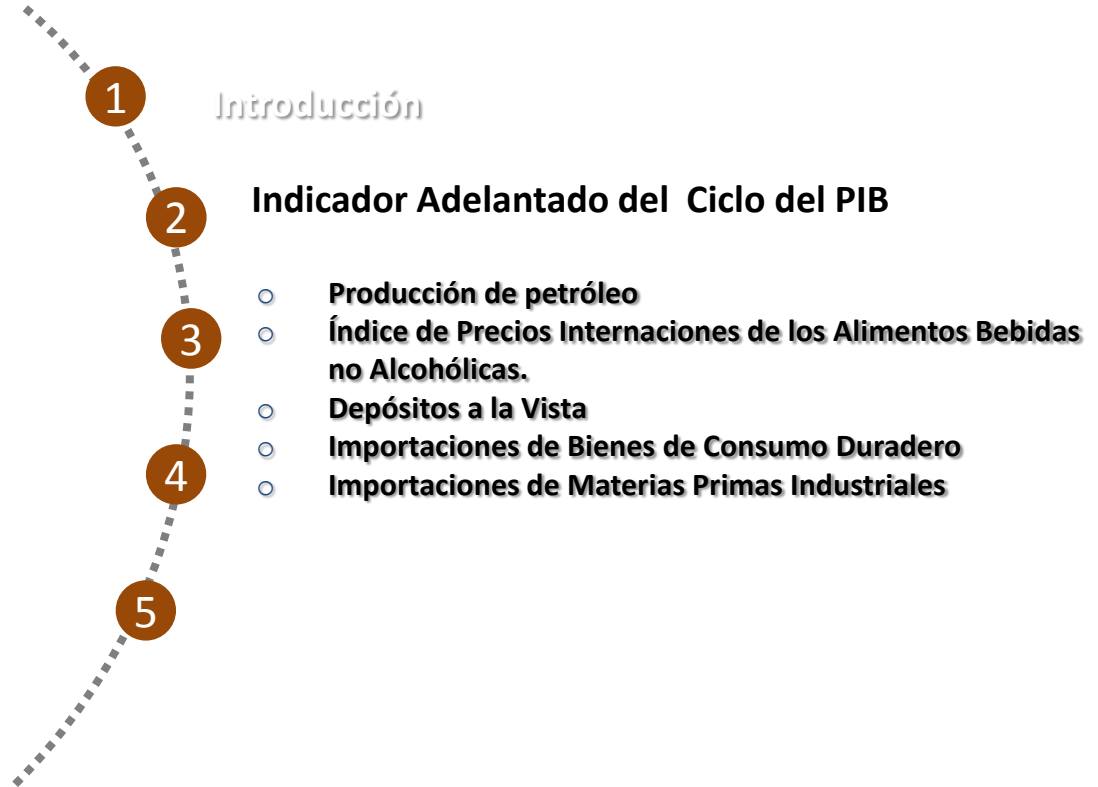 1
Introducción
2
Indicador Adelantado del Ciclo del PIB
Producción de petróleo
3
Índice de Precios Internaciones de los Alimentos Bebidas
no Alcohólicas.
Depósitos a la Vista
Importaciones de Bienes de Consumo Duradero
4
Importaciones de Materias Primas Industriales
5